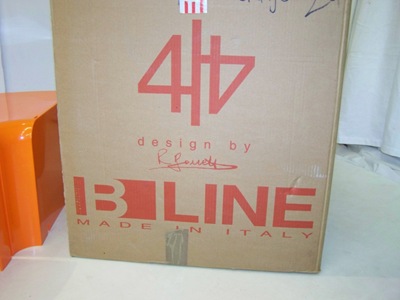 4/4
design by
B LINE
MADE IN ITALY